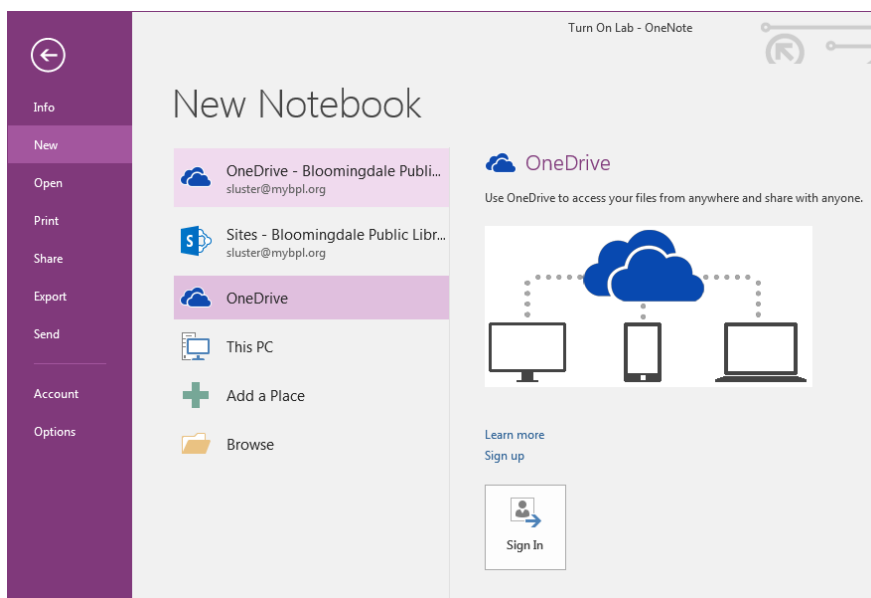 Turn On Lab - OneNote
Info
New
Open
Print
Share
Export
Send
Account
Options
New Notebook
OneDrive - Bloomingdale Publi...
sluster@mybpl.org
Sites - Bloomingdale Public Libr...
sluster@mybpl.org
OneDrive
This PC
Add a Place
Browse
OneDrive
Use OneDrive to access your files from anywhere and share with anyone.
Learn more
Sign up
Sign In